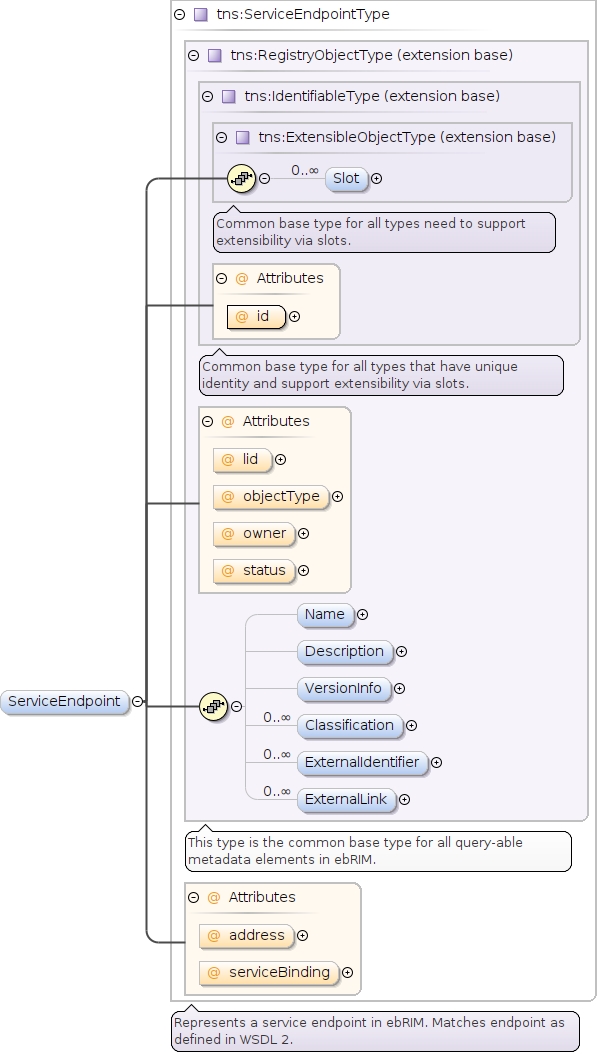 tns:ServiceEndpointType
tns:RegistryObjectType (extension base)
tns:IdentifiableType (extension base)
tns:ExtensibleObjectType (extension base)
0..∞
Slot
Common base type for all types need to support
extensibility via slots.
@ Attributes
@ id
Common base type for all types that have unique
identity and support extensibility via slots.
@ Attributes
@ lid
@ objectType
@ owner
@ status
Name
Description
ServiceEndpoint
VersionInfo
0..∞ Classification
0..∞ ExternalIdentifier
0..∞ ExternalLink
This type is the common base type for all query-able
metadata elements in ebRIM.
@ Attributes
@ address
@ serviceBinding
Represents a service endpoint in ebRIM. Matches endpoint as
defined in WSDL 2.